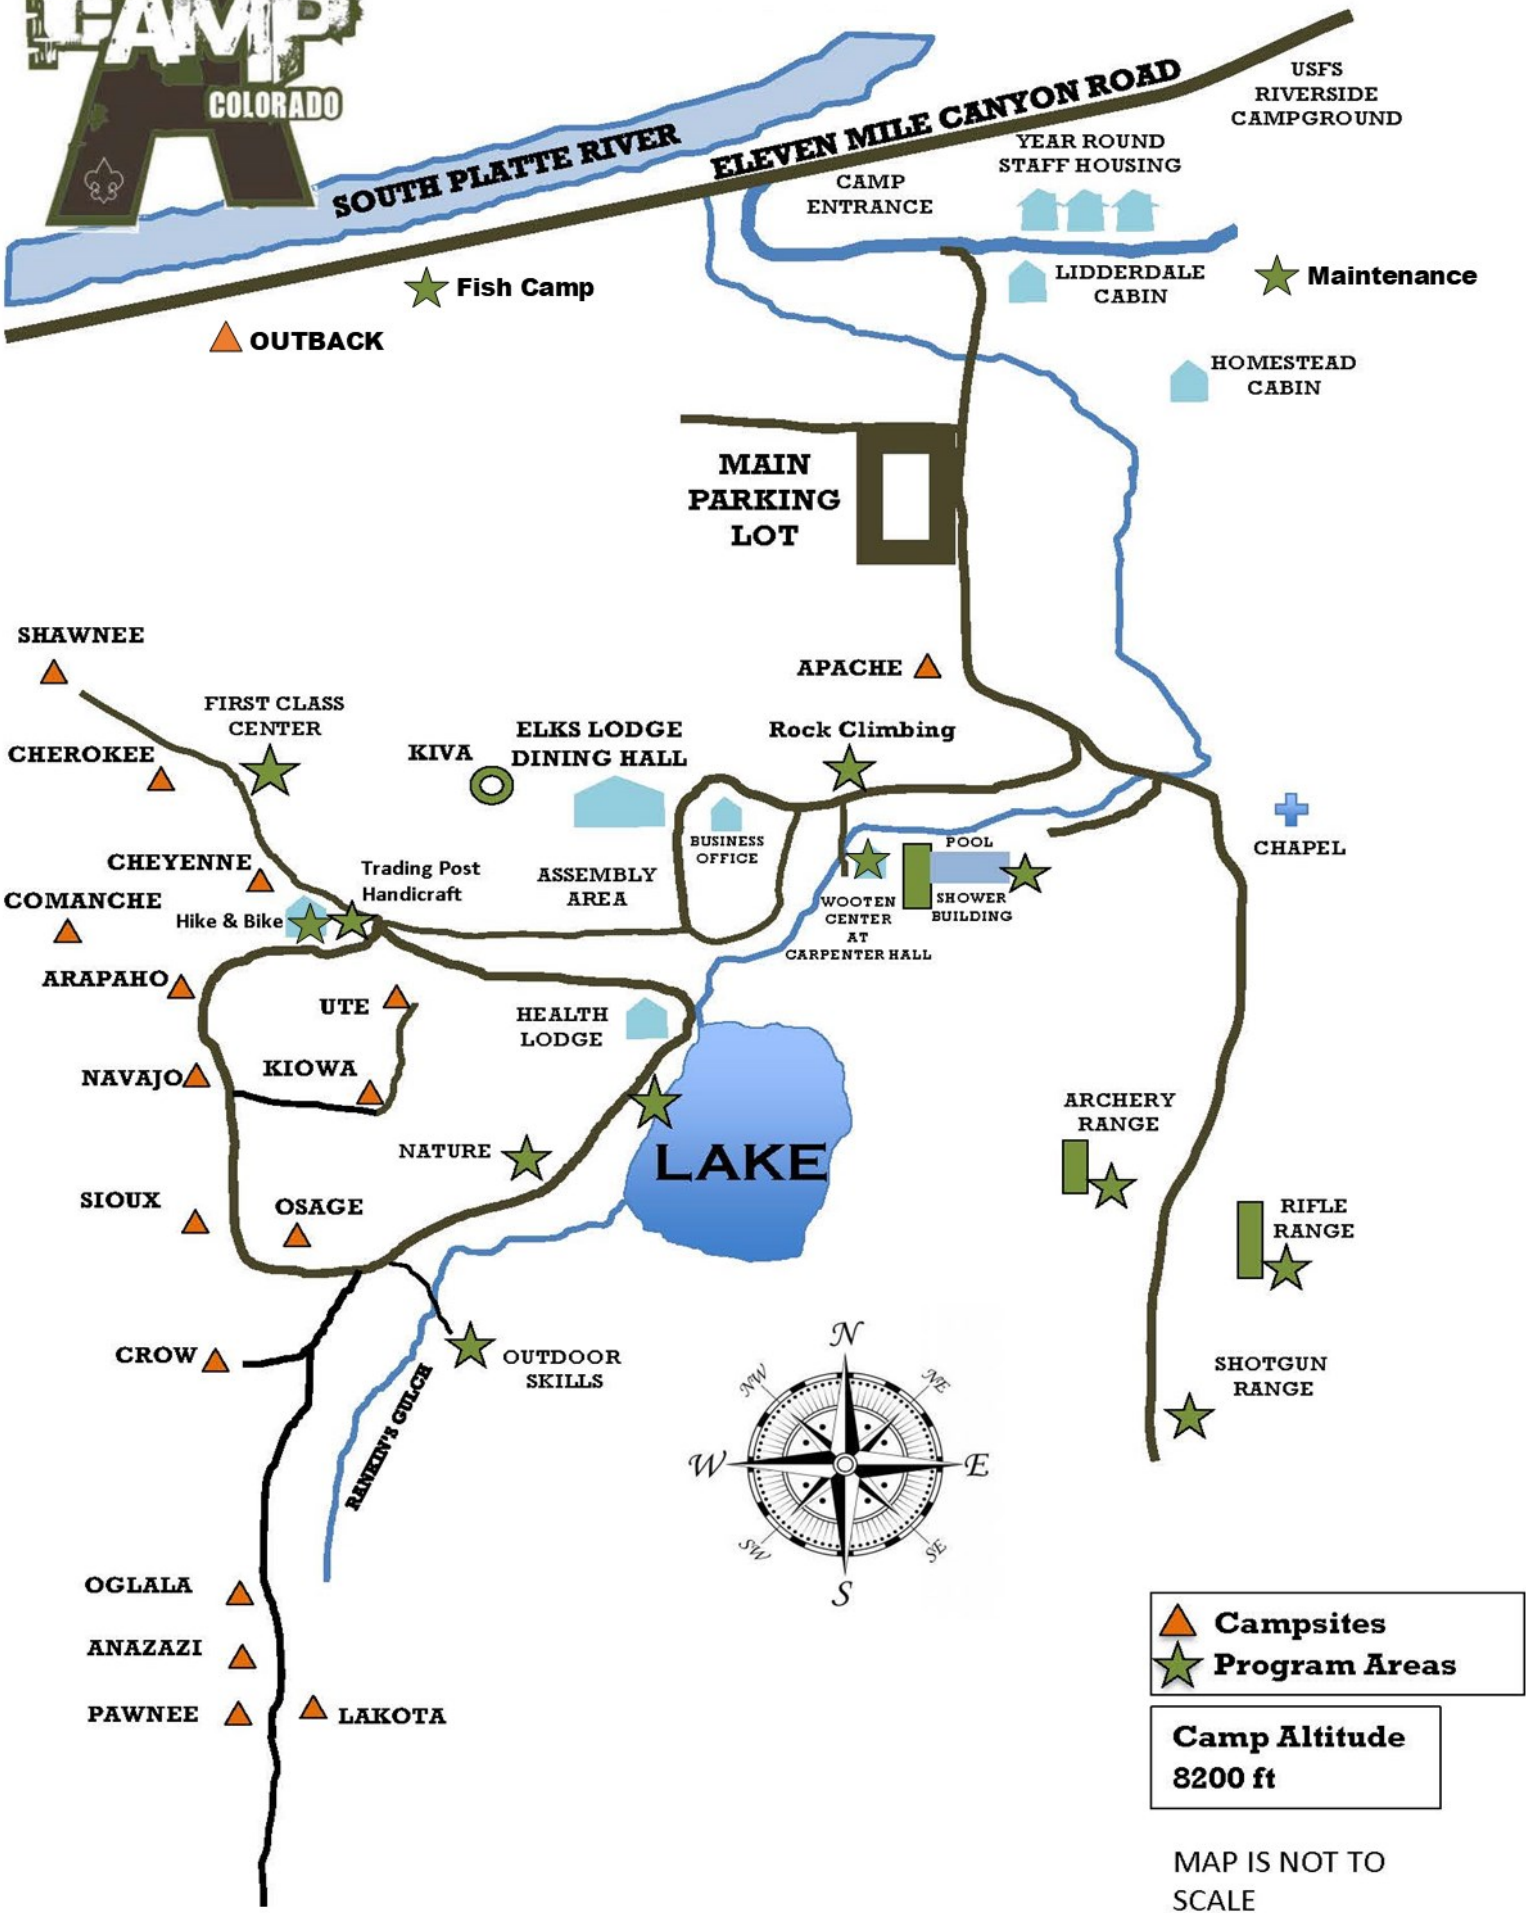 CAMP
COLORADO
SOUTH PLATTE RIVER
ELEVEN MILE CANYON ROAD
USFS
RIVERSIDE
CAMPGROUND
YEAR ROUND
STAFF HOUSING
CAMP
ENTRANCE
LIDDERDALE
CABIN
Maintenance
Fish Camp
OUTBACK
HOMESTEAD
CABIN
MAIN
PARKING
LOT
SHAWNEE
APACHE
FIRST CLASS
CENTER
CHEROKEE
KIVA
ELKS LODGE
DINING HALL
Rock Climbing
BUSINESS
OFFICE
POOL
CHAPEL
CHEYENNE
Trading Post
Handicraft
ASSEMBLY
AREA
COMANCHE
Hike & Bike
WOOTEN
CENTER
AT
CARPENTER HALL
SHOWER
BUILDING
ARAPAHO
UTE
HEALTH
LODGE
NAVAJO
KIOWA
ARCHERY
RANGE
NATURE
LAKE
SIOUX
OSAGE
RIFLE
RANGE
CROW
OUTDOOR
SKILLS
RANKIN'S GULCH
SHOTGUN
RANGE
N
NW
NE
W
E
SW
SE
S
OGLALA
ANAZAZI
PAWNEE
LAKOTA
Campsites
Program Areas
Camp Altitude
8200 ft
MAP IS NOT TO
SCALE